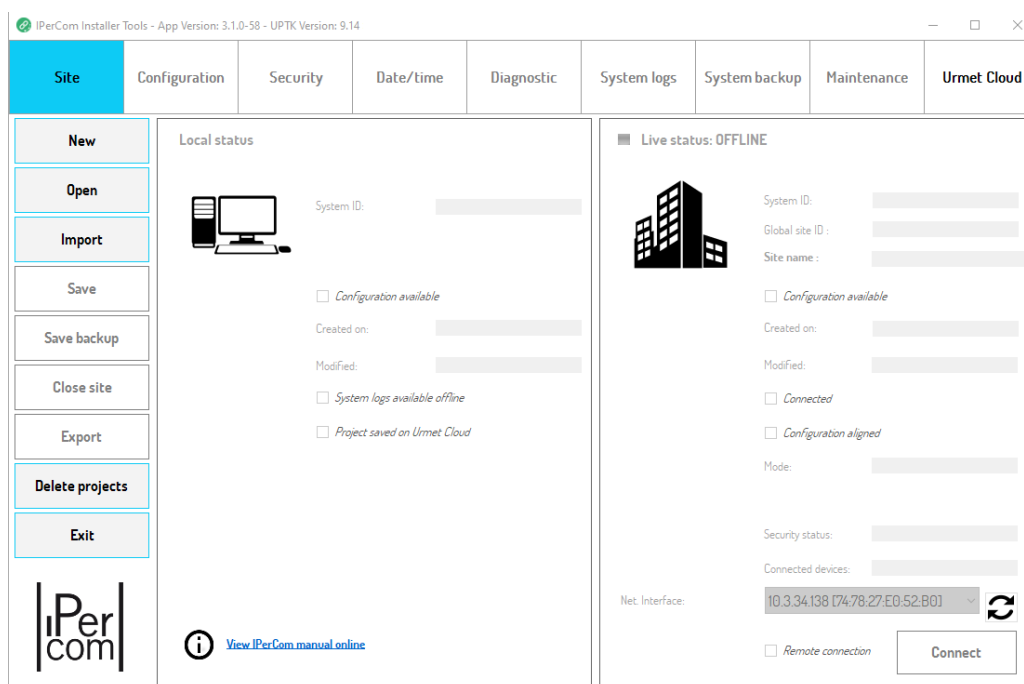 IPerCom Installer Tools - App Version: 3.1.0-58 - UPTK Version: 9.14
Site
Configuration
Security
Date/time
Diagnostic
System logs
System backup
Maintenance
Urmet Cloud
New
Open
Import
Save
Save backup
Close site
Export
Delete projects
Exit
IPer
com
Local status
System ID:
Configuration available
Created on:
Modified:
System logs available offline
Project saved on Urmet Cloud
View IPerCom manual online
Live status: OFFLINE
System ID:
Global site ID :
Site name :
Configuration available
Created on:
Modified:
Connected
Configuration aligned
Mode:
Security status:
Connected devices:
Net. Interface:
10.3.34.138 [74:78:27:E0:52:B0]
Remote connection
Connect